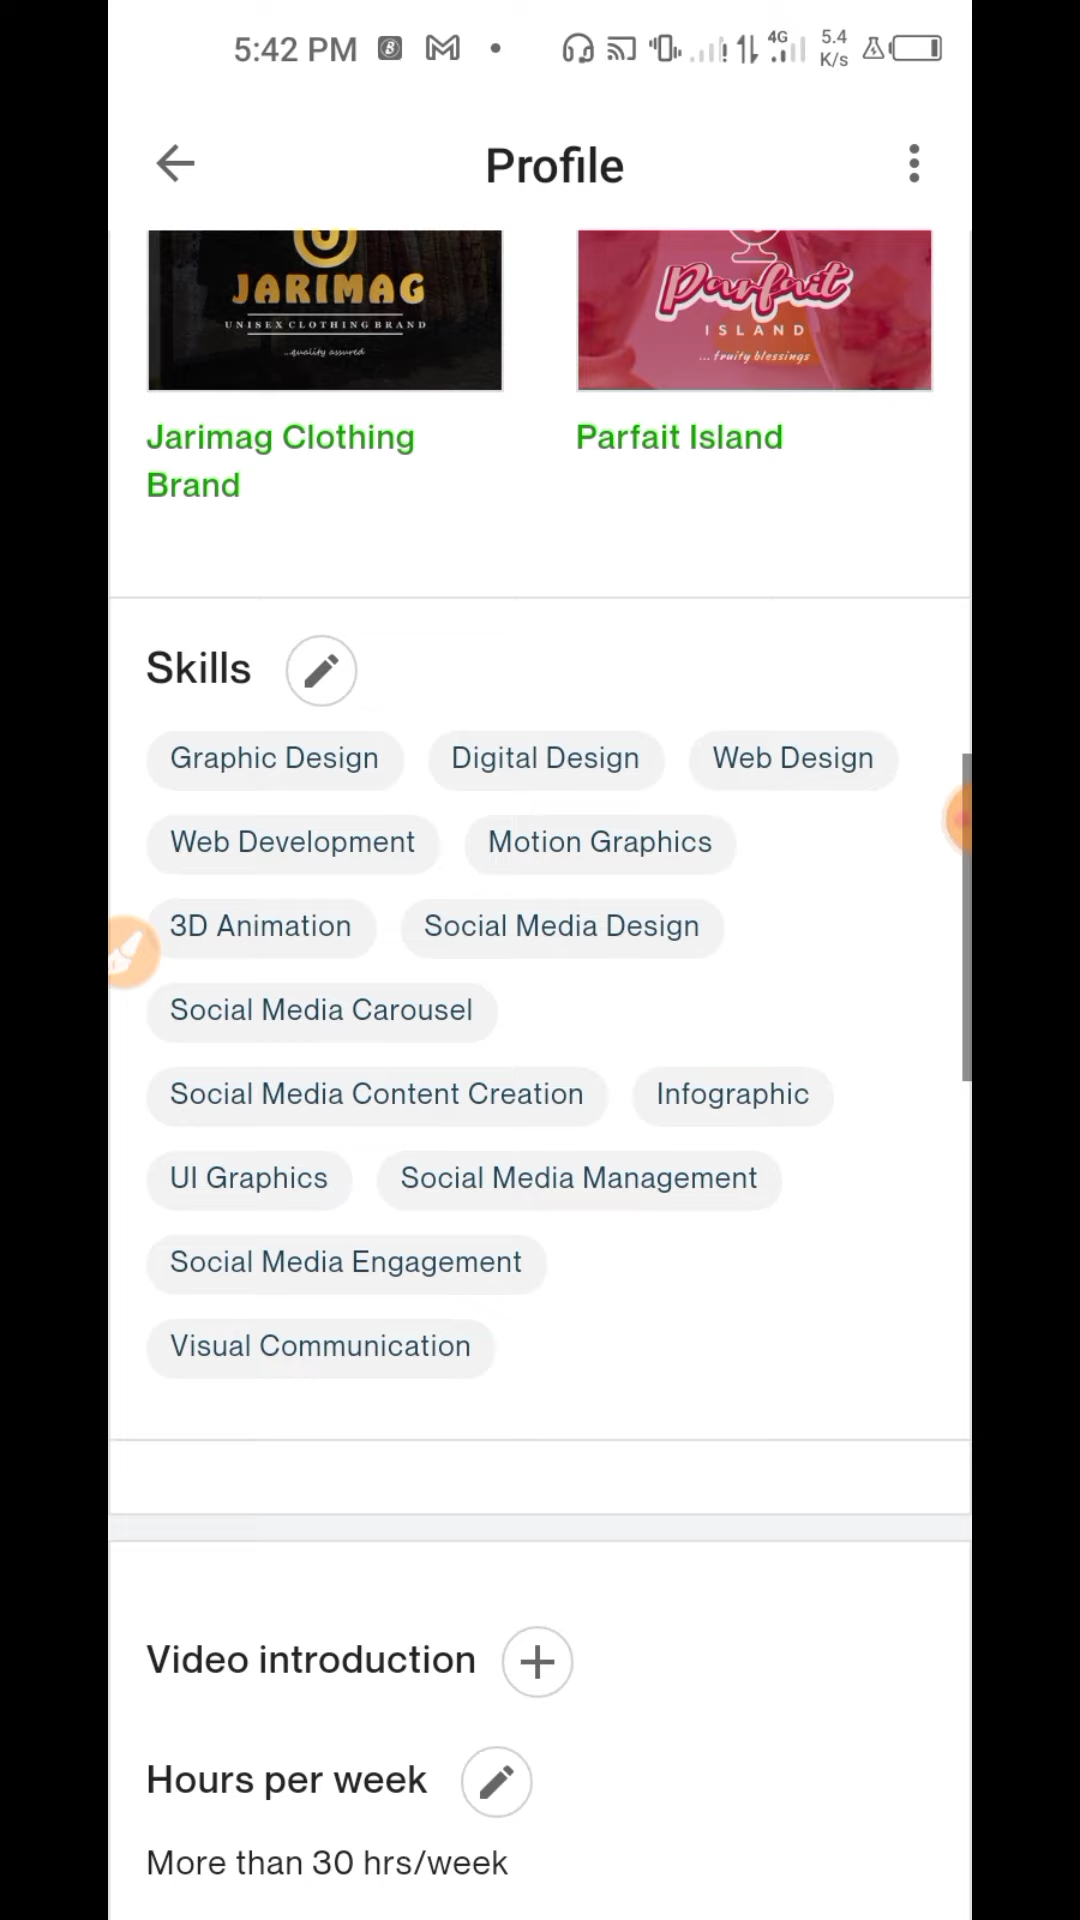 5:42 PM 4G 5.4 K/s
Profile
JARIMAG
UNISEX CLOTHING BRAND
...quality assured
Parfait
ISLAND
... fruity blessings
Jarimag Clothing
Brand
Parfait Island
Skills
Graphic Design Digital Design Web Design
Web Development Motion Graphics
3D Animation Social Media Design
Social Media Carousel
Social Media Content Creation Infographic
UI Graphics Social Media Management
Social Media Engagement
Visual Communication
Video introduction
Hours per week
More than 30 hrs/week